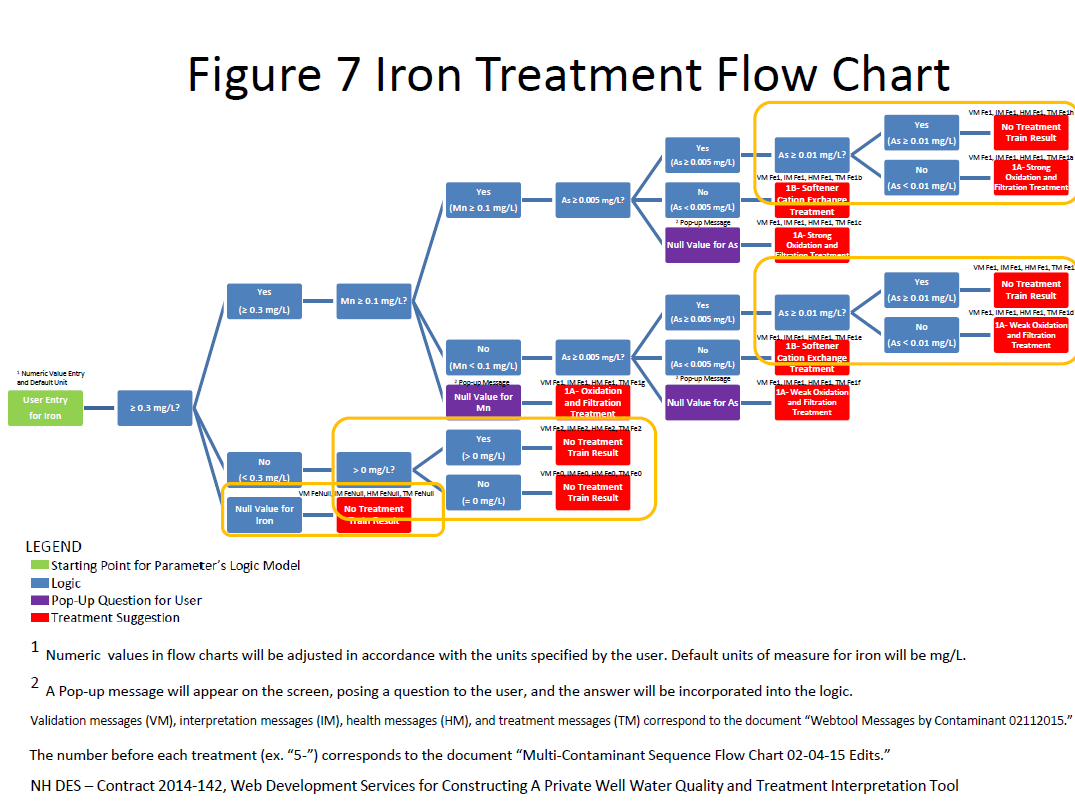 Figure 7 Iron Treatment Flow Chart
VM Fe1, IM Fe1, HM Fe1, TM Fe1h
Yes
(As ≥ 0.01 mg/L)
No Treatment
Train Result
Yes
(As ≥ 0.005 mg/L)
As ≥ 0.01 mg/L?
VM Fe1, IM Fe1, HM Fe1, TM Fe1a
No
(As < 0.01 mg/L)
1A- Strong
Oxidation and
Filtration Treatment
VM Fe1, IM Fe1, HM Fe1, TM Fe1b
Yes
(Mn ≥ 0.1 mg/L)
As ≥ 0.005 mg/L?
No
(As < 0.005 mg/L)
1B- Softener
Cation Exchange
Treatment
² Pop-up Message
VM Fe1, IM Fe1, HM Fe1, TM Fe1c
Null Value for As
1A- Strong
Oxidation and
Filtration Treatment
VM Fe1, IM Fe1, HM Fe1, TM Fe1
Yes
(As ≥ 0.01 mg/L)
No Treatment
Train Result
Yes
(≥ 0.3 mg/L)
Mn ≥ 0.1 mg/L?
Yes
(As ≥ 0.005 mg/L)
As ≥ 0.01 mg/L?
VM Fe1, IM Fe1, HM Fe1, TM Fe1d
No
(As < 0.01 mg/L)
1A- Weak Oxidation
and Filtration
Treatment
VM Fe1, IM Fe1, HM Fe1, TM Fe1e
No
(Mn < 0.1 mg/L)
As ≥ 0.005 mg/L?
No
(As < 0.005 mg/L)
1B- Softener
Cation Exchange
Treatment
¹ Numeric Value Entry
and Default Unit
² Pop-up Message
VM Fe1, IM Fe1, HM Fe1, TM Fe1g
² Pop-up Message
VM Fe1, IM Fe1, HM Fe1, TM Fe1f
User Entry
for Iron
≥ 0.3 mg/L?
Null Value for
Mn
1A- Oxidation
and Filtration
Treatment
Null Value for As
1A- Weak Oxidation
and Filtration
Treatment
VM Fe2, IM Fe2, HM Fe2, TM Fe2
Yes
(> 0 mg/L)
No Treatment
Train Result
No
(< 0.3 mg/L)
> 0 mg/L?
VM Fe0, IM Fe0, HM Fe0, TM Fe0
No
(= 0 mg/L)
No Treatment
Train Result
VM FeNull, IM FeNull, HM FeNull, TM FeNull
Null Value for
Iron
No Treatment
Train Result
LEGEND
Starting Point for Parameter's Logic Model
Logic
Pop-Up Question for User
Treatment Suggestion
1 Numeric values in flow charts will be adjusted in accordance with the units specified by the user. Default units of measure for iron will be mg/L.
2 A Pop-up message will appear on the screen, posing a question to the user, and the answer will be incorporated into the logic.
Validation messages (VM), interpretation messages (IM), health messages (HM), and treatment messages (TM) correspond to the document "Webtool Messages by Contaminant 02112015."
The number before each treatment (ex. "5-") corresponds to the document "Multi-Contaminant Sequence Flow Chart 02-04-15 Edits."
NH DES – Contract 2014-142, Web Development Services for Constructing A Private Well Water Quality and Treatment Interpretation Tool